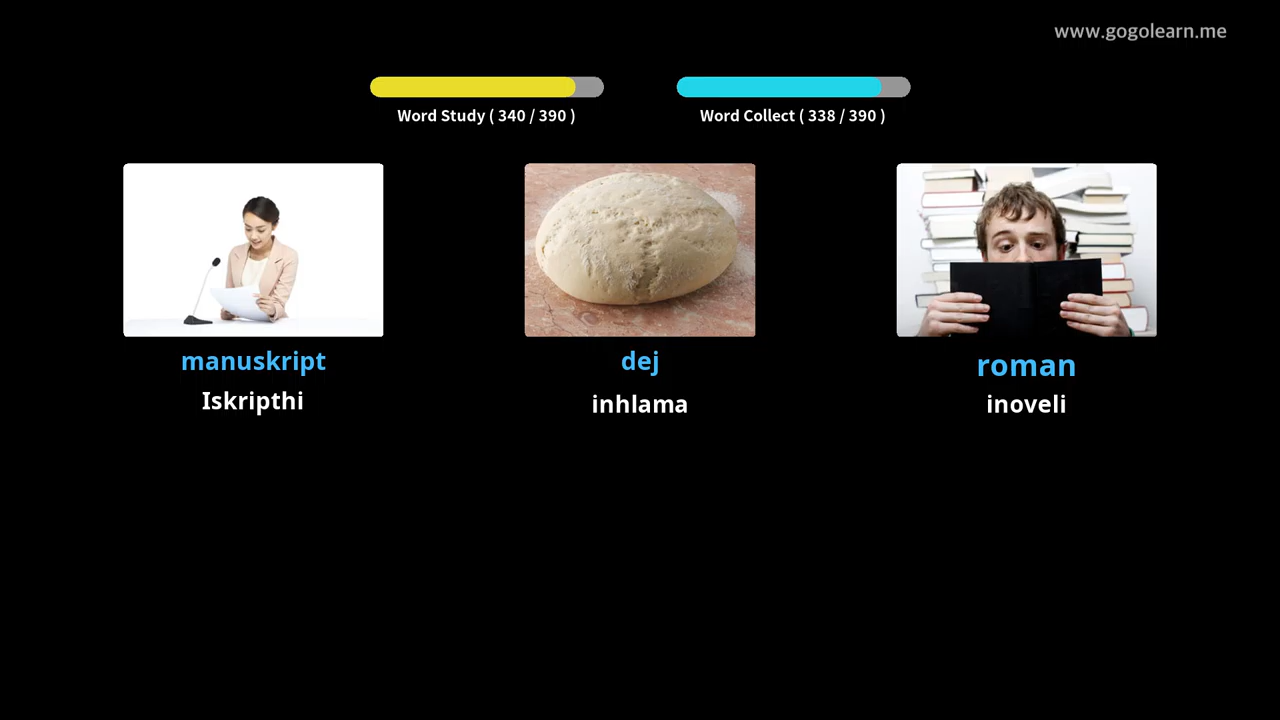 www.gogolearn.me
Word Study ( 340 / 390 )
Word Collect ( 338 / 390 )
manuskript
Iskripthi
dej
inhlama
roman
inoveli